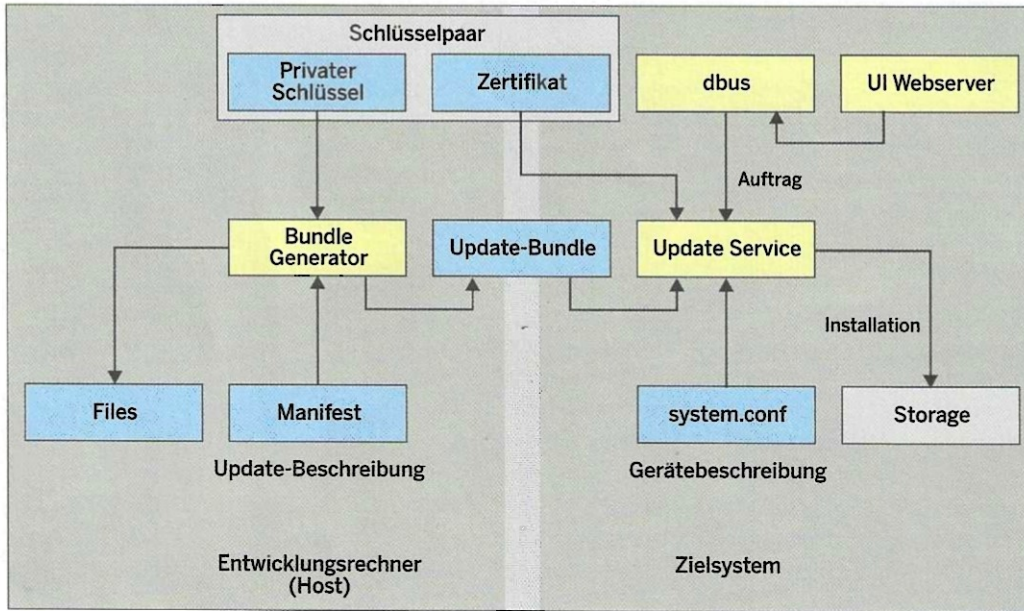 Schlüsselpaar
Privater
Schlüssel
Zertifikat
dbus
UI Webserver
Auftrag
Bundle
Generator
Update-Bundle
Update Service
Installation
Files
Manifest
system.conf
Storage
Update-Beschreibung
Gerätebeschreibung
Entwicklungsrechner
(Host)
Zielsystem